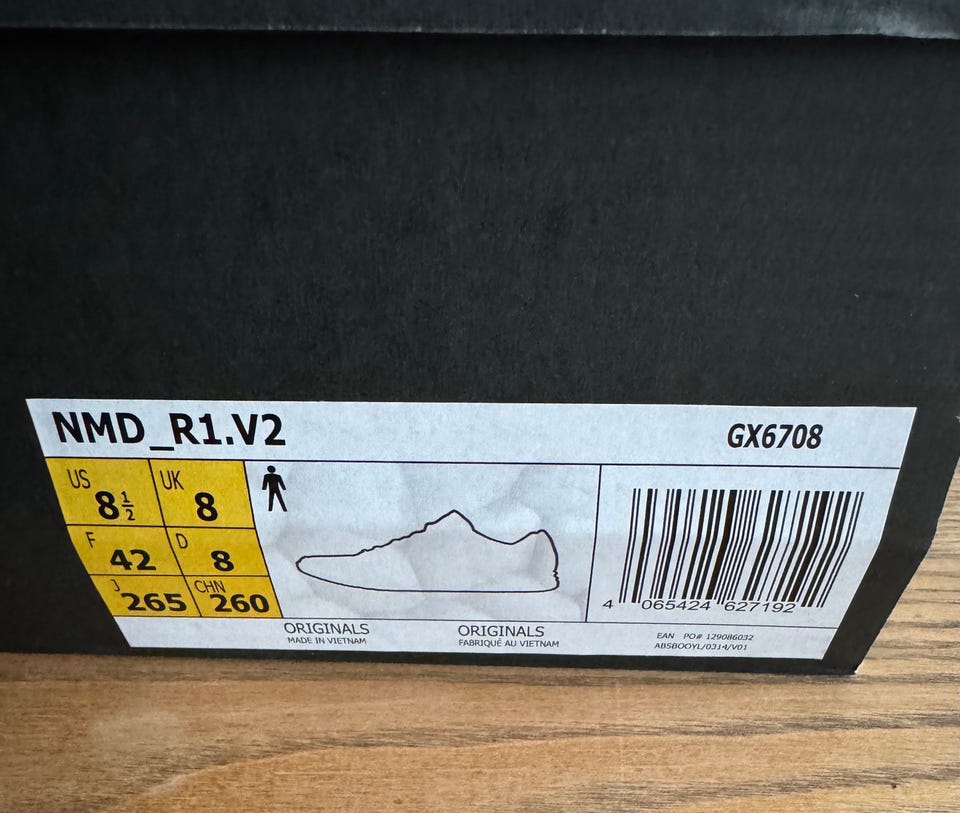 NMD_R1.V2 GX6708
US 8½ UK 8
F 42 D 8
J 265 CHN 260
4 065424 627192
ORIGINALS ORIGINALS
MADE IN VIETNAM FABRIQUÉ AU VIETNAM
EAN PO# 129086032
ABSBOOYL/0314/V01